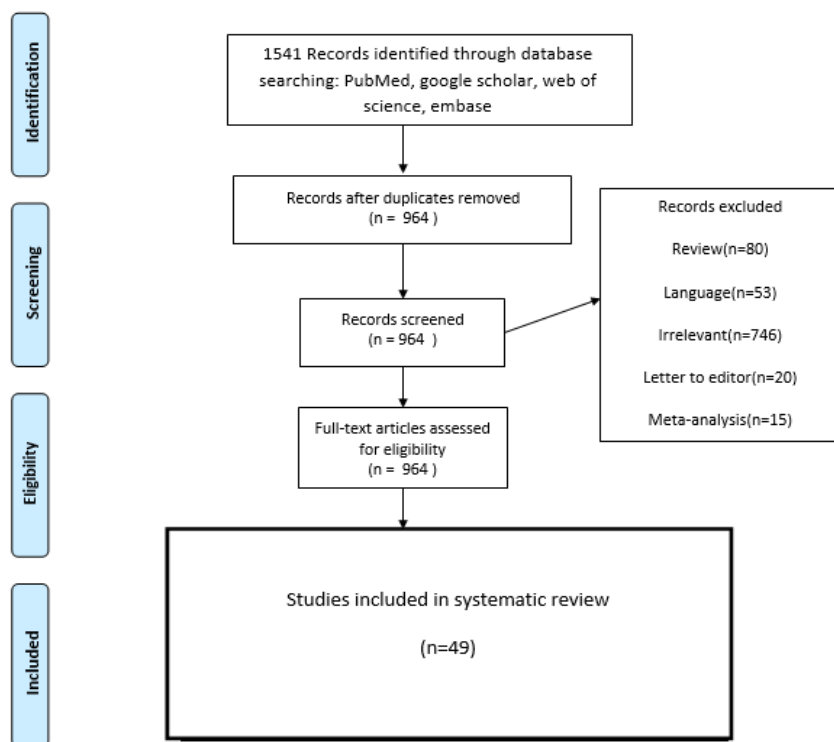 Identification
1541 Records identified through database
searching: PubMed, google scholar, web of
science, embase
Records after duplicates removed
(n = 964 )
Screening
Records screened
(n = 964 )
Records excluded
Review(n=80)
Language(n=53)
Irrelevant(n=746)
Letter to editor(n=20)
Meta-analysis(n=15)
Eligibility
Full-text articles assessed
for eligibility
(n = 964 )
Included
Studies included in systematic review
(n=49)